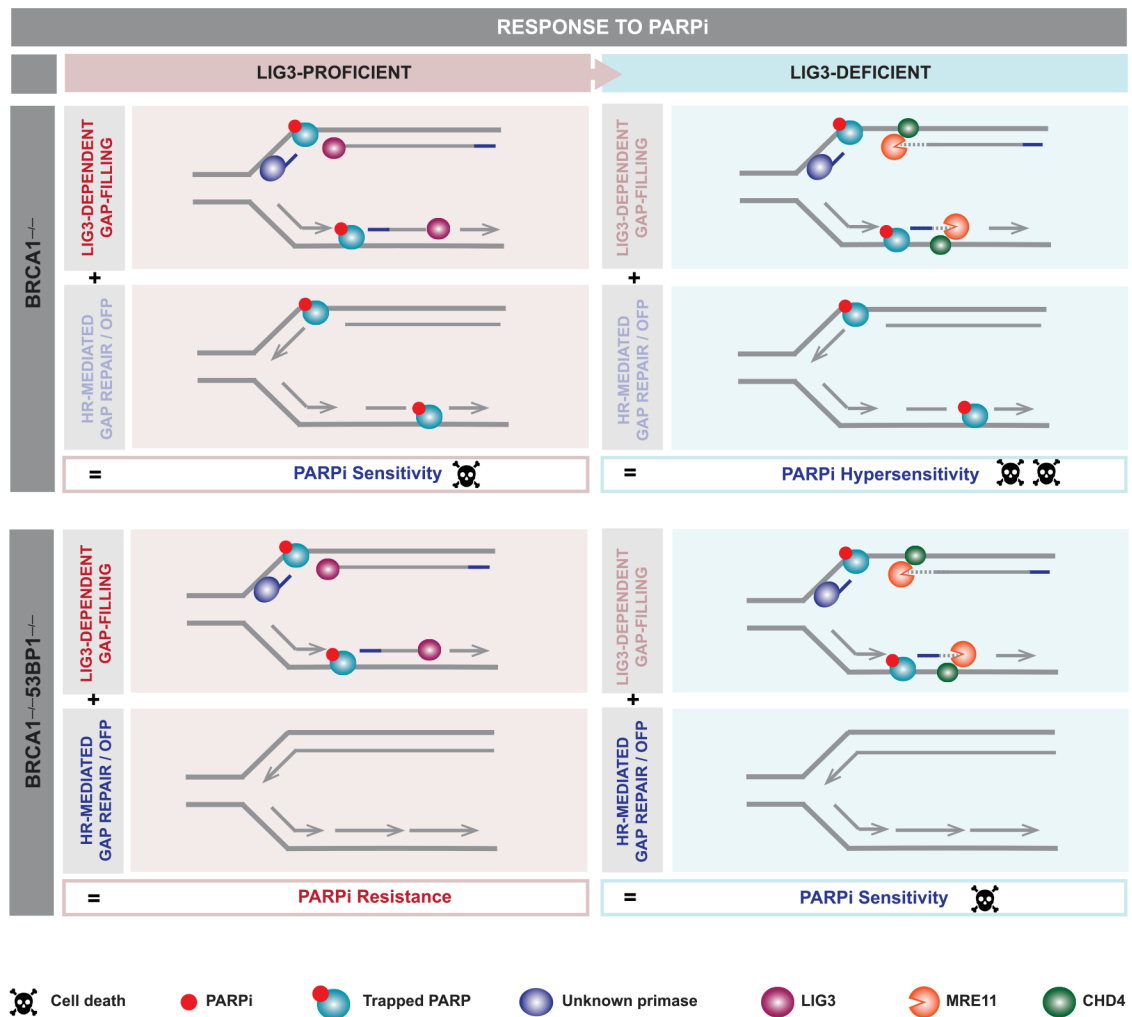 RESPONSE TO PARPi
LIG3-PROFICIENT
LIG3-DEFICIENT
BRCA1⁻/⁻
LIG3-DEPENDENT
GAP-FILLING
+
HR-MEDIATED
GAP REPAIR / OFP
=
PARPi Sensitivity
LIG3-DEPENDENT
GAP-FILLING
+
HR-MEDIATED
GAP REPAIR / OFP
=
PARPi Hypersensitivity
BRCA1⁻/⁻53BP1⁻/⁻
LIG3-DEPENDENT
GAP-FILLING
+
HR-MEDIATED
GAP REPAIR / OFP
=
PARPi Resistance
LIG3-DEPENDENT
GAP-FILLING
+
HR-MEDIATED
GAP REPAIR / OFP
=
PARPi Sensitivity
Cell death
PARPi
Trapped PARP
Unknown primase
LIG3
MRE11
CHD4